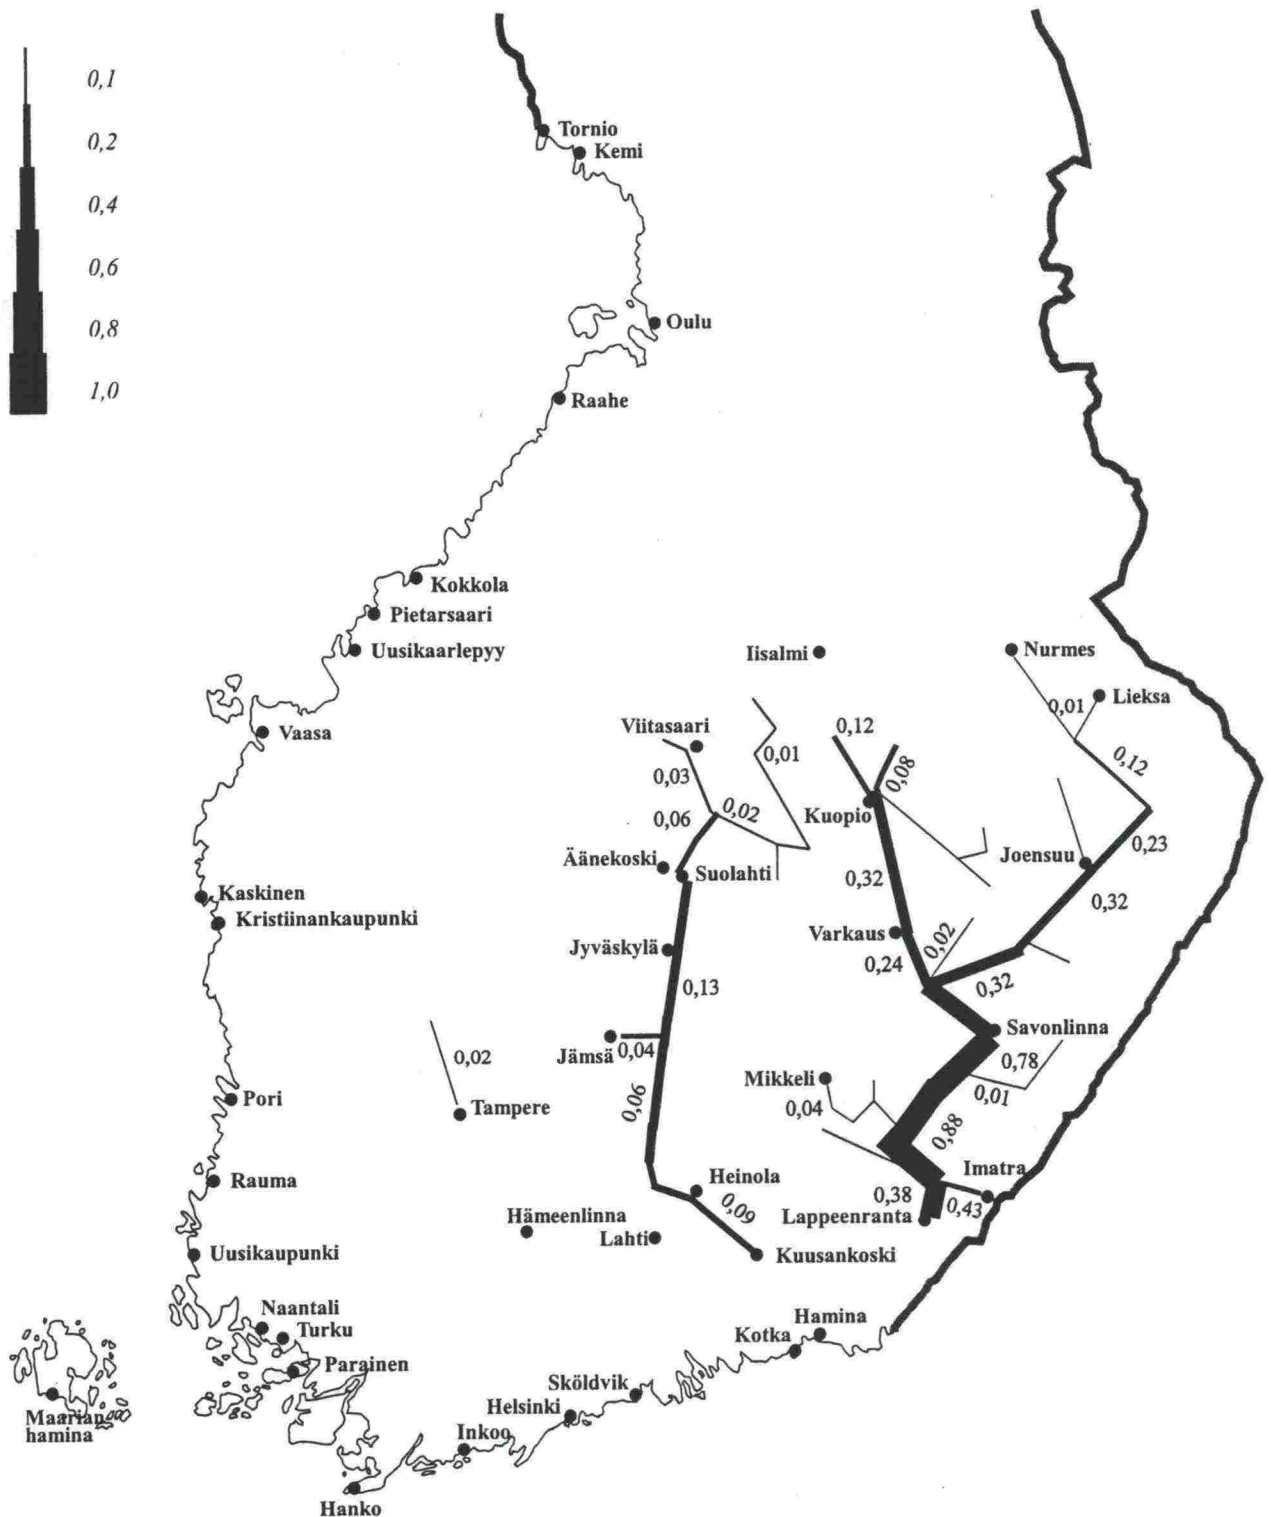 0,1
0,2
0,4
0,6
0,8
1,0
Tornio
Kemi
Oulu
Raahe
Kokkola
Pietarsaari
Uusikaarlepyy
Vaasa
Kaskinen
Kristiinankaupunki
Pori
Rauma
Uusikaupunki
Naantali
Turku
Parainen
Maarian
hamina
Hanko
Inkoo
Helsinki
Sköldvik
Kotka
Hamina
Iisalmi
Nurmes
0,01
Lieksa
0,12
0,23
Joensuu
0,32
0,32
Viitasaari
0,03
0,01
0,06
0,02
Äänekoski
Suolahti
Jyväskylä
0,13
Jämsä
0,04
0,06
0,02
Tampere
Heinola
0,09
Hämeenlinna
Lahti
Kuusankoski
0,12
0,08
Kuopio
0,32
Varkaus
0,02
0,24
Savonlinna
0,78
0,01
Mikkeli
0,04
0,88
Imatra
0,38
0,43
Lappeenranta